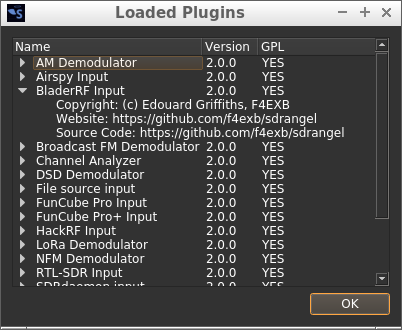 Loaded Plugins
Name Version GPL
AM Demodulator 2.0.0 YES
Airspy Input 2.0.0 YES
BladerRF Input 2.0.0 YES
Copyright: (c) Edouard Griffiths, F4EXB
Website: https://github.com/f4exb/sdrangel
Source Code: https://github.com/f4exb/sdrangel
Broadcast FM Demodulator 2.0.0 YES
Channel Analyzer 2.0.0 YES
DSD Demodulator 2.0.0 YES
File source input 2.0.0 YES
FunCube Pro Input 2.0.0 YES
FunCube Pro+ Input 2.0.0 YES
HackRF Input 2.0.0 YES
LoRa Demodulator 2.0.0 YES
NFM Demodulator 2.0.0 YES
RTL-SDR Input 2.0.0 YES
SDRdaemon input 2.0.0 YES
OK